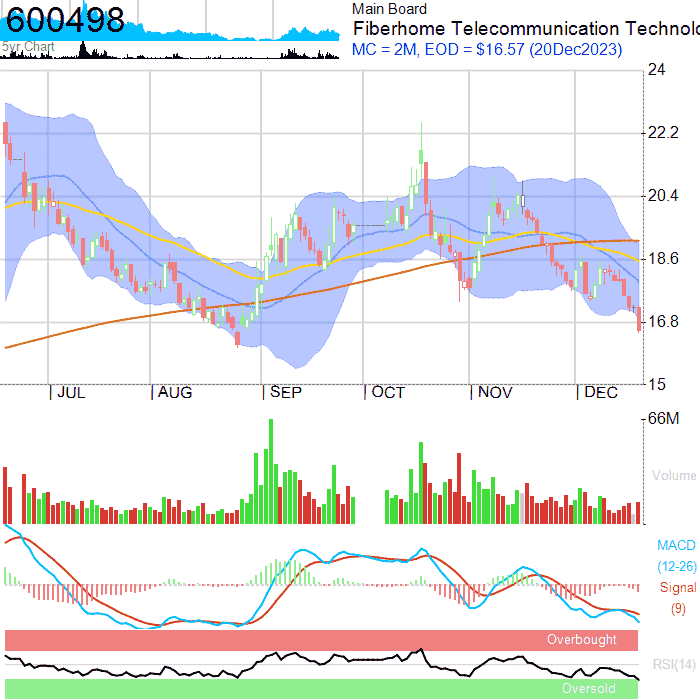 600498
5yr Chart
Main Board
Fiberhome Telecommunication Technolo
MC = 2M, EOD = $16.57 (20Dec2023)
24
22.2
20.4
18.6
16.8
15
JUL AUG SEP OCT NOV DEC
66M
Volume
MACD
(12-26)
Signal
(9)
Overbought
RSI(14)
Oversold